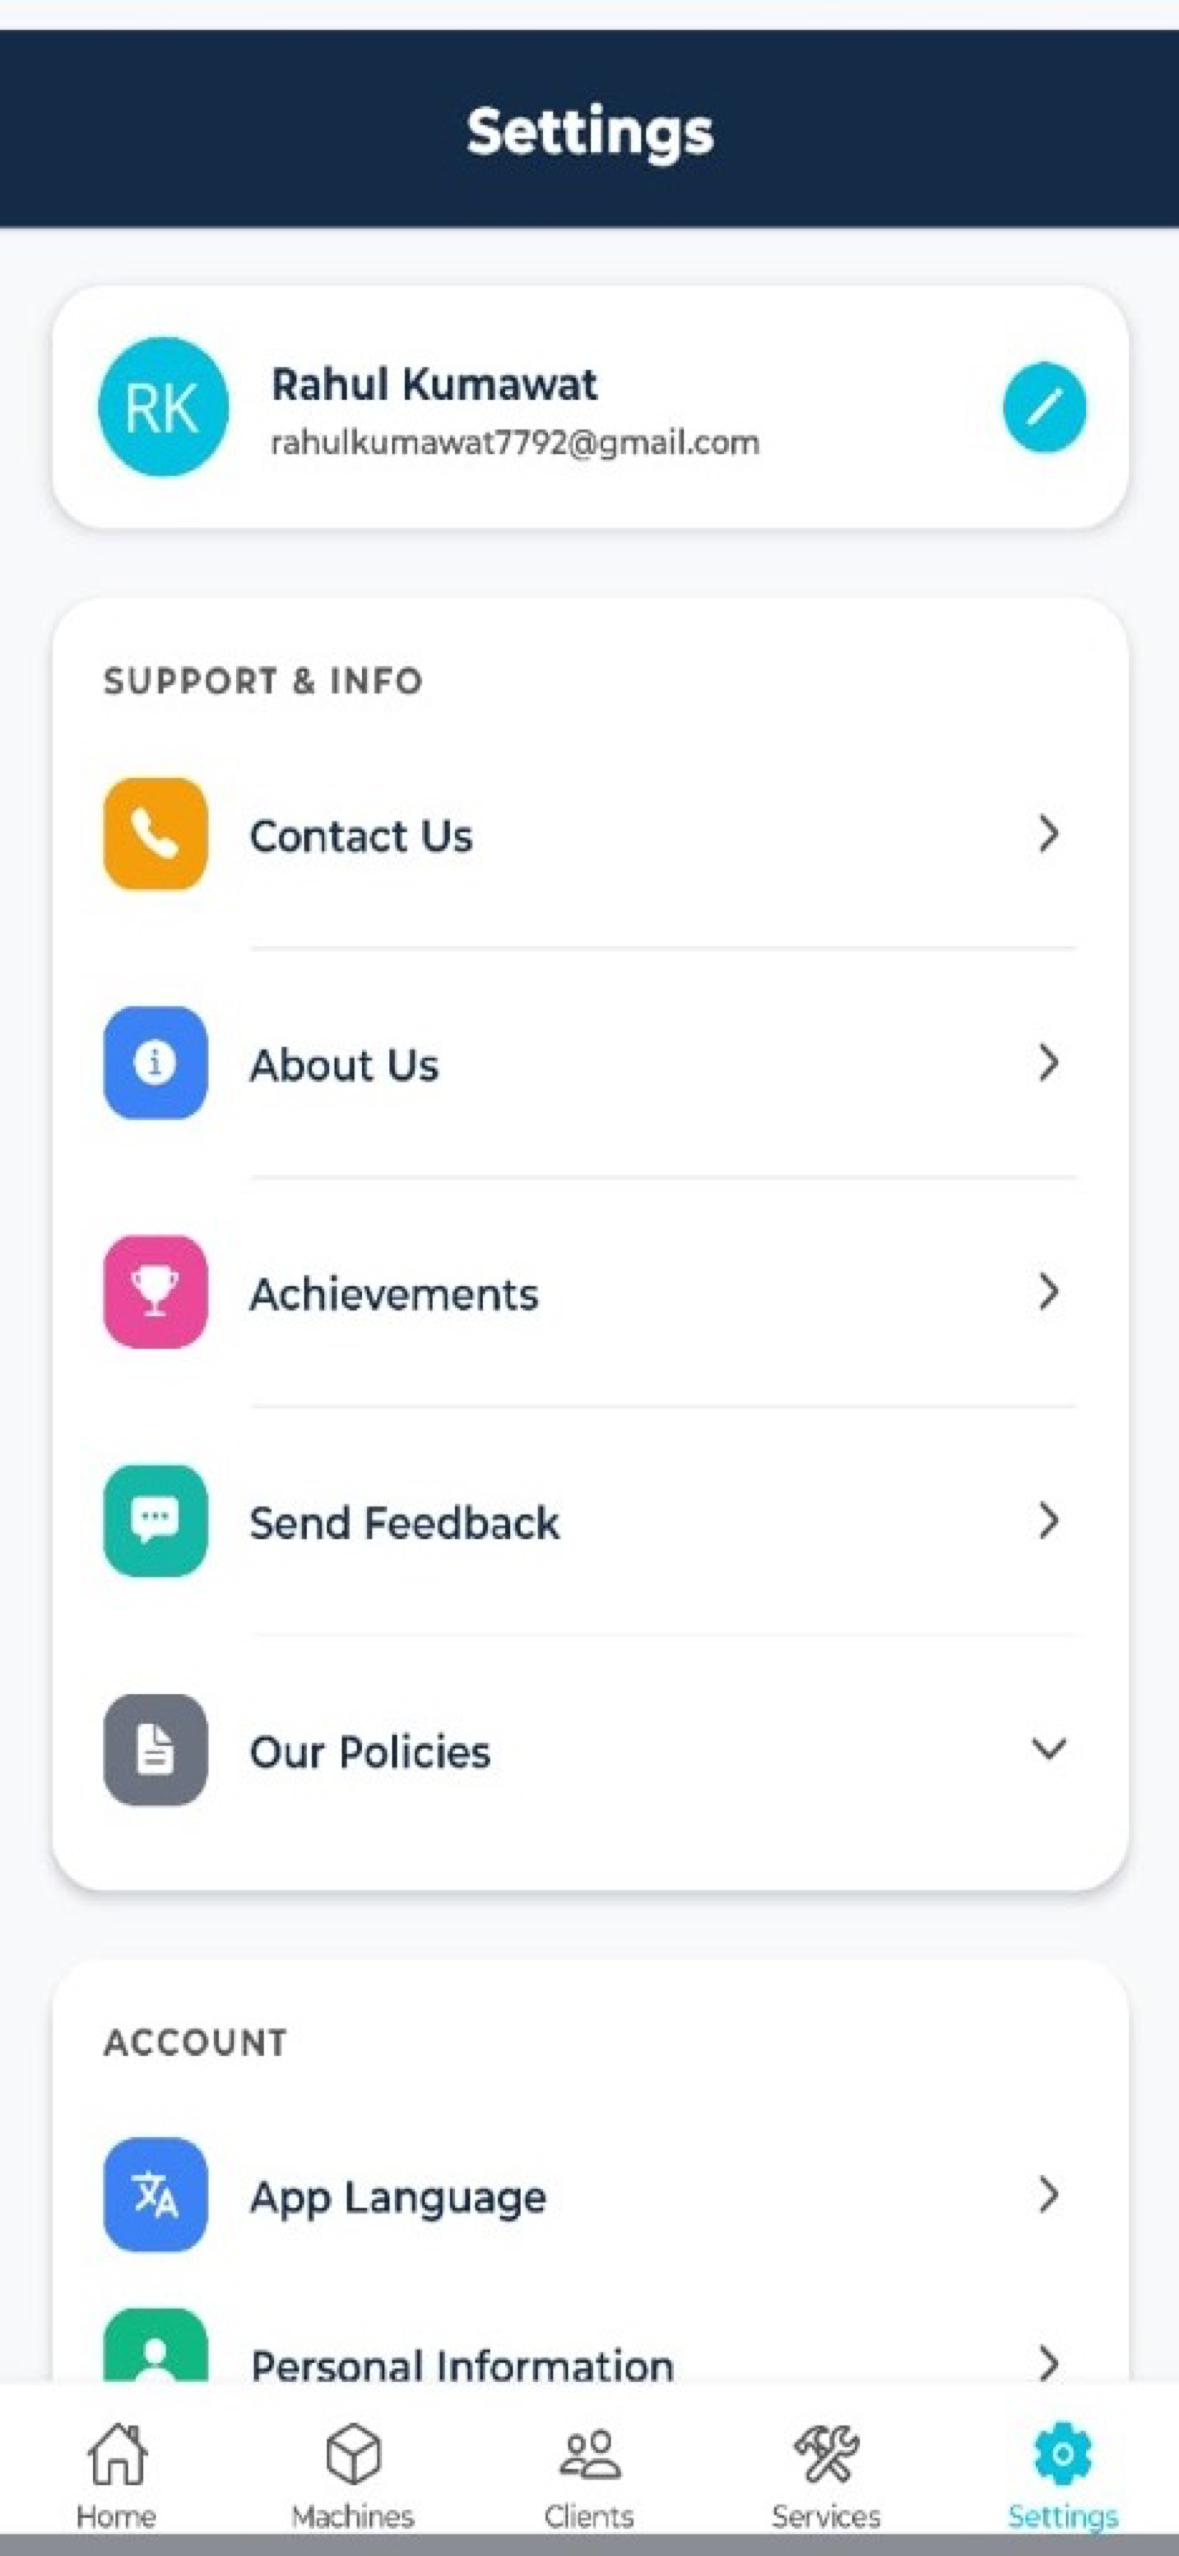 Settings
RK
Rahul Kumawat
rahulkumawat7792@gmail.com
SUPPORT & INFO
Contact Us
About Us
Achievements
Send Feedback
Our Policies
ACCOUNT
App Language
Personal Information
Home
Machines
Clients
Services
Settings